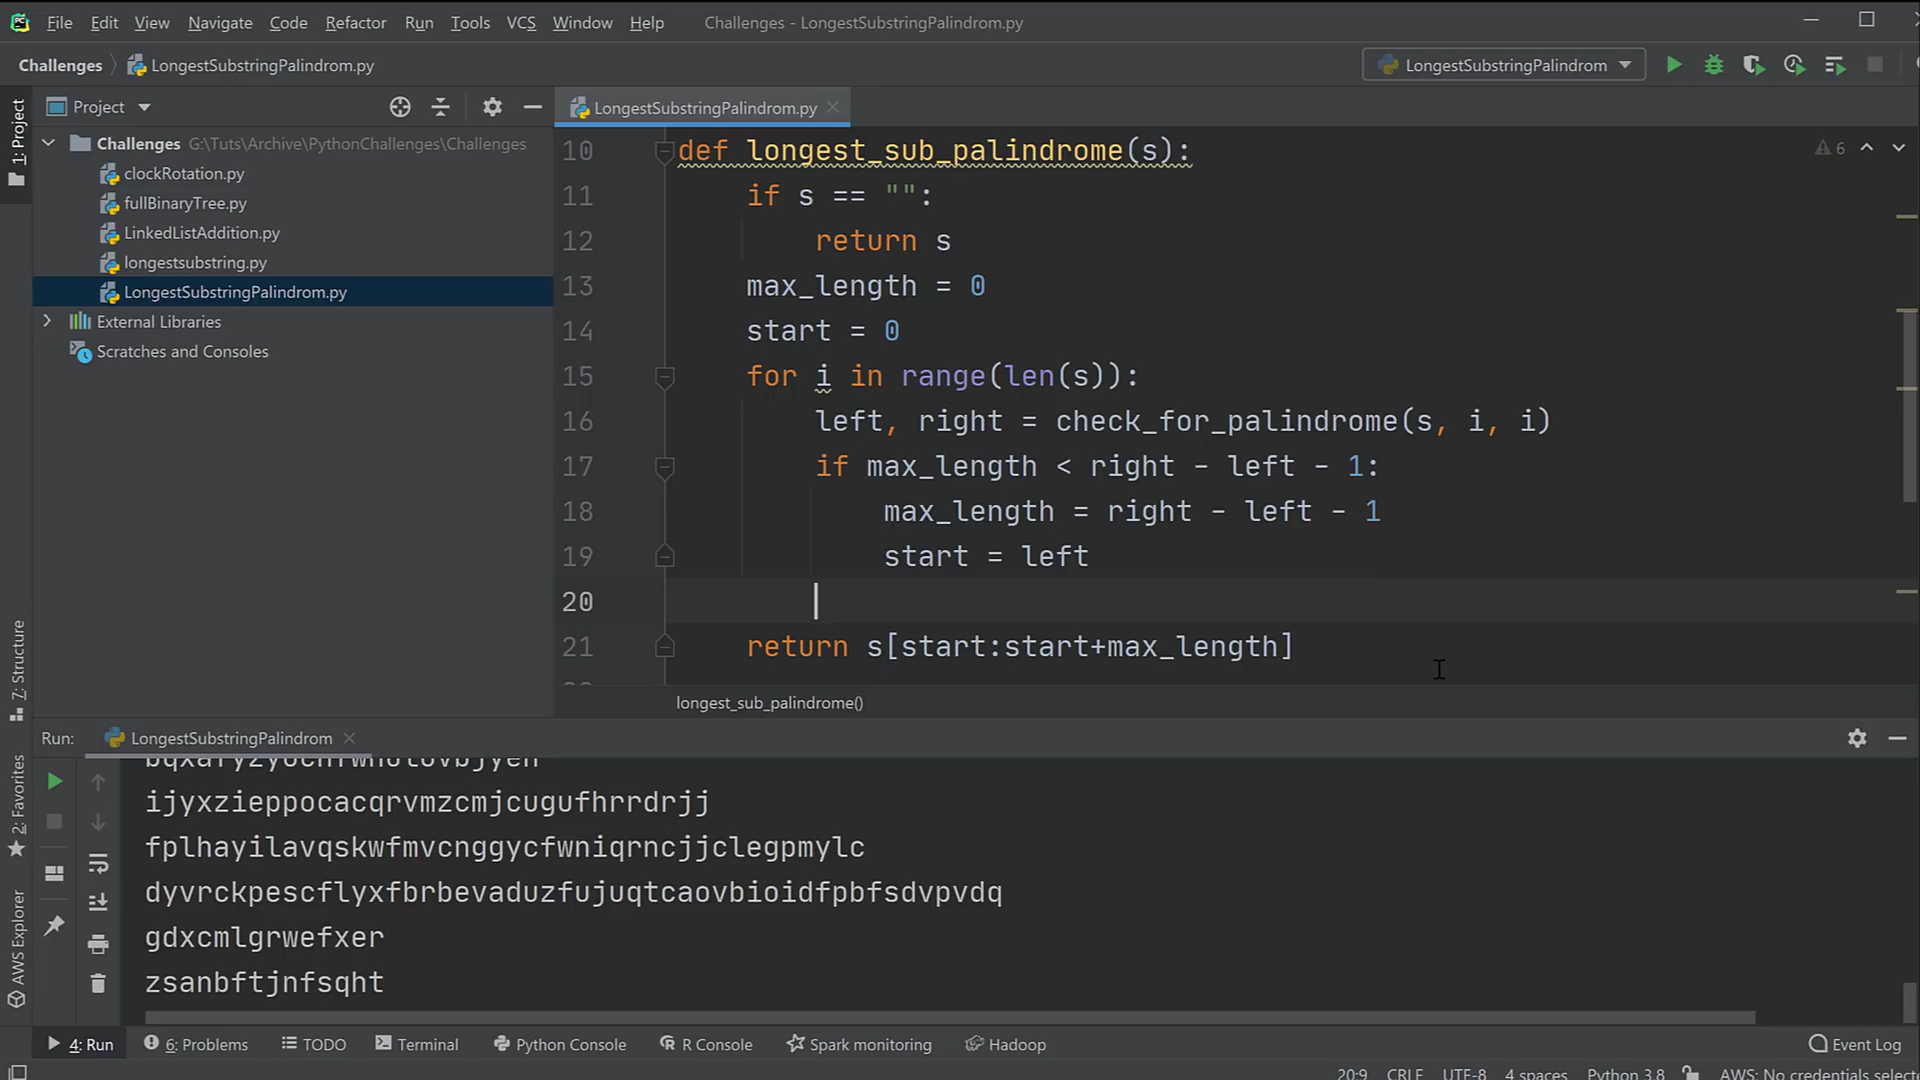 File Edit View Navigate Code Refactor Run Tools VCS Window Help Challenges - LongestSubstringPalindrom.py
Challenges LongestSubstringPalindrom.py LongestSubstringPalindrom
1: Project
Project
Challenges G:\Tuts\Archive\PythonChallenges\Challenges
clockRotation.py
fullBinaryTree.py
LinkedListAddition.py
longestsubstring.py
LongestSubstringPalindrom.py
External Libraries
Scratches and Consoles
LongestSubstringPalindrom.py
6
10 def longest_sub_palindrome(s):
11 if s == "":
12 return s
13 max_length = 0
14 start = 0
15 for i in range(len(s)):
16 left, right = check_for_palindrome(s, i, i)
17 if max_length < right - left - 1:
18 max_length = right - left - 1
19 start = left
20
21 return s[start:start+max_length]
longest_sub_palindrome()
7: Structure
2: Favorites
AWS Explorer
Run: LongestSubstringPalindrom
ijyxzieppocacqrvmzcmjcugufhrrdrjj
fplhayilavqskwfmvcnggycfwniqrncjjclegpmylc
dyvrckpescflyxfbrbevaduzfujuqtcaovbioidfpbfsdvpvdq
gdxcmlgrwefxer
zsanbftjnfsqht
4: Run 6: Problems TODO Terminal Python Console R Console Spark monitoring Hadoop Event Log
20:9 CRLF UTF-8 4 spaces Python 3.8 AWS: No credentials selecte